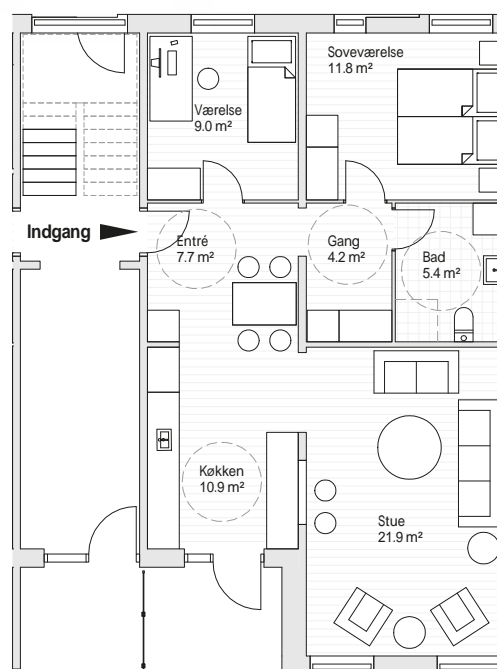 Soveværelse
11.8 m²
Værelse
9.0 m²
Indgang
Entré
7.7 m²
Gang
4.2 m²
Bad
5.4 m²
Køkken
10.9 m²
Stue
21.9 m²